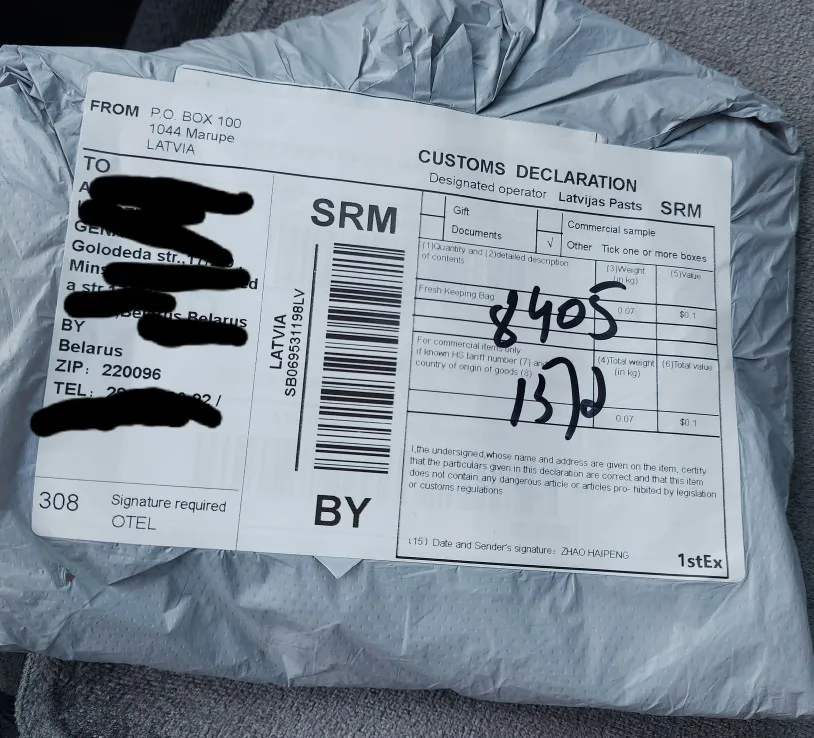 FROM P.O. BOX 100
1044 Marupe
LATVIA
TO
Golodeda str.,
Mins
a str
Belarus
BY
Belarus
ZIP: 220096
TEL:
308 Signature required
OTEL
SRM
LATVIA
SB069531198LV
BY
CUSTOMS DECLARATION
Designated operator Latvijas Pasts SRM
Gift
Documents
Commercial sample
√ Other Tick one or more boxes
(1)Quantity and (2)detailed description
of contents
(3)Weight
(in kg)
(5)Value
Fresh Keeping Bag
0.07
$0.1
8405
For commercial items only
if known HS tariff number (7) and
country of origin of goods (8)
(4)Total weight
(in kg)
(6)Total value
0.07
$0.1
I,the undersigned,whose name and address are given on the item, certify
that the particulars given in this declaration are correct and that this item
does not contain any dangerous article or articles pro- hibited by legislation
or customs regulations
(15) Date and Sender's signature: ZHAO HAIPENG
1stEx